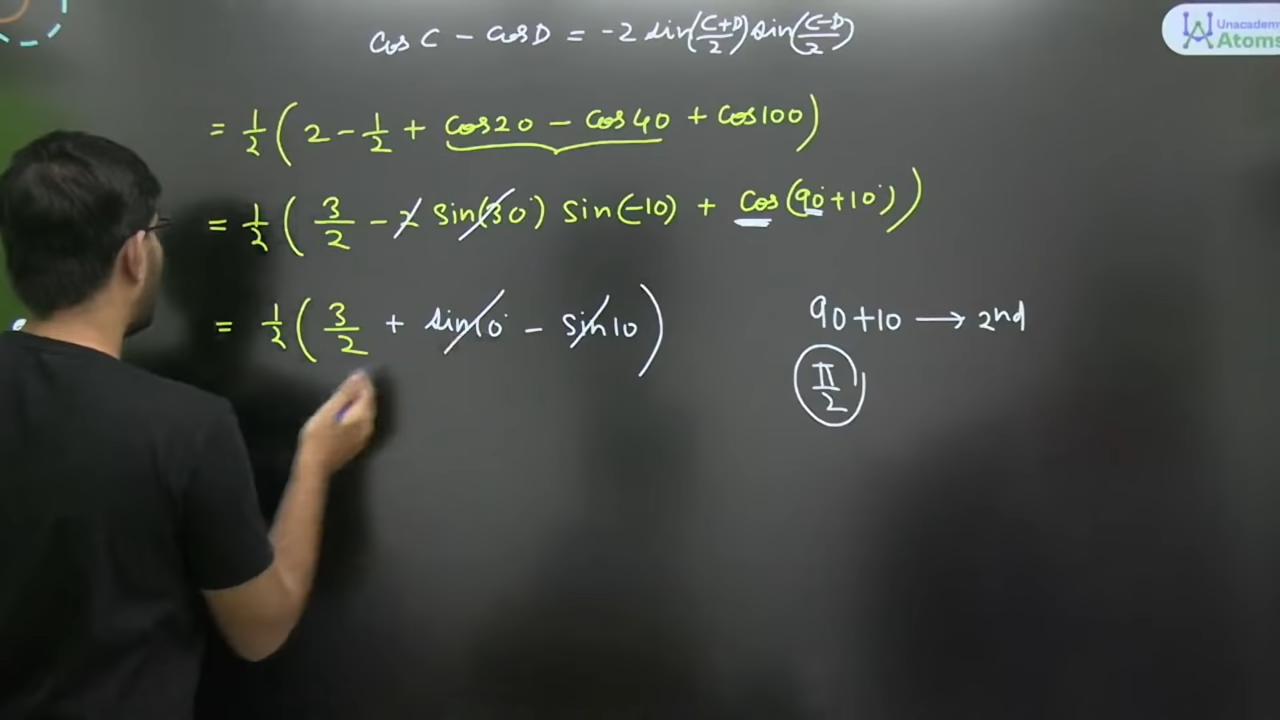 cos C - cos D = -2 sin(C+D/2) sin(C-D/2)
Unacademy
Atoms
= 1/2 (2 - 1/2 + cos20 - cos40 + cos100)
= 1/2 (3/2 - 2 sin(30°) sin(-10) + cos(90°+10°))
= 1/2 (3/2 + sin10° - sin10)
90+10 → 2nd
π/2